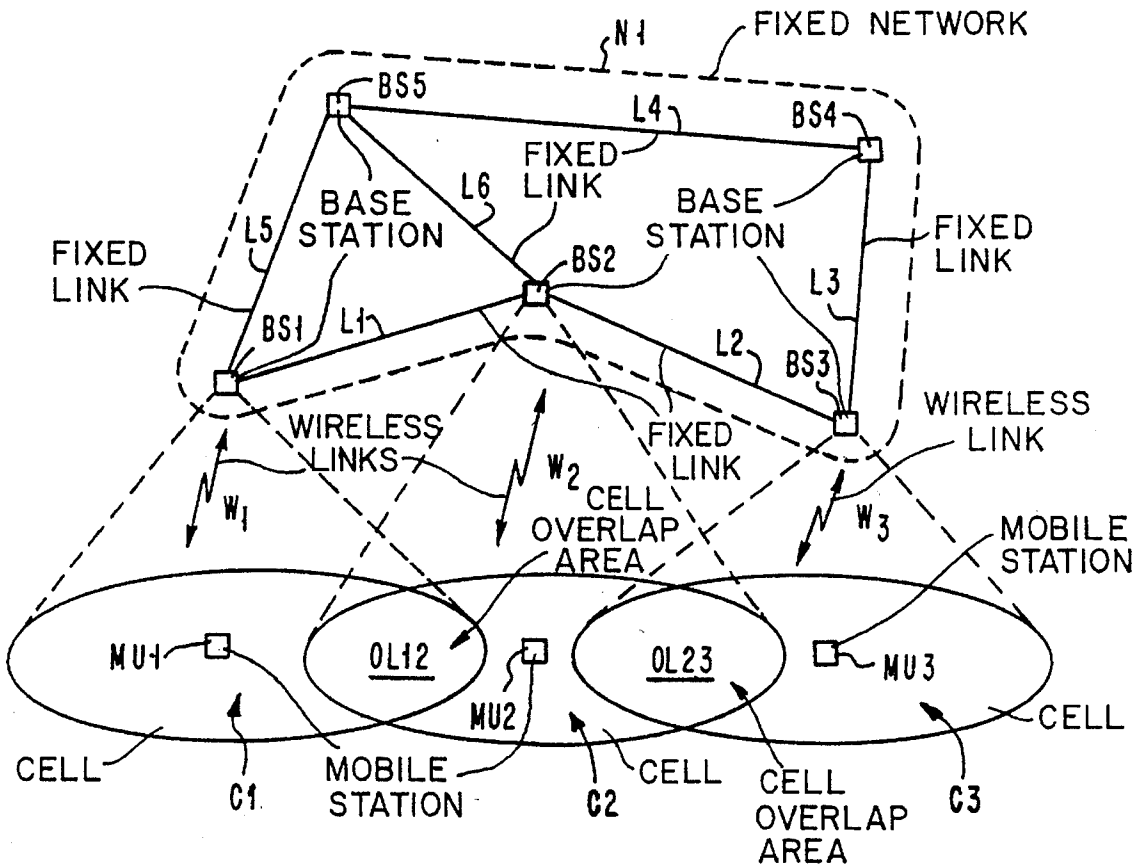 N1
FIXED NETWORK
BS5
L4
BS4
FIXED
LINK
L6
BASE
STATION
BASE
STATION
L5
FIXED
LINK
FIXED
LINK
BS2
L3
BS1
L1
L2
BS3
WIRELESS
LINKS
FIXED
LINK
WIRELESS
LINK
W1
W2
W3
CELL
OVERLAP
AREA
MOBILE
STATION
MU1
OL12
MU2
OL23
MU3
CELL
C1
MOBILE
STATION
C2
CELL
CELL
OVERLAP
AREA
C3
CELL